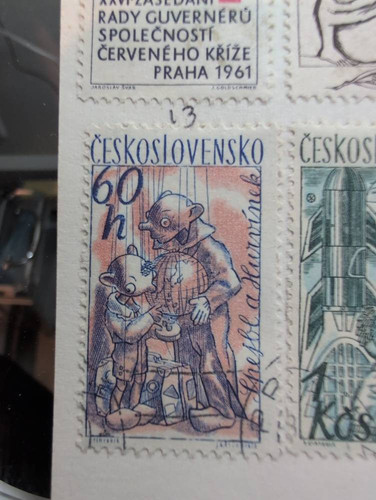 XXVI ZASEDÁNÍ
RADY GUVERNÉRŮ
SPOLEČNOSTÍ
ČERVENÉHO KŘÍŽE
PRAHA 1961
13
ČESKOSLOVENSKO
60
h
Spejbl a Hurvínek
ČESKOS
1
Kčs